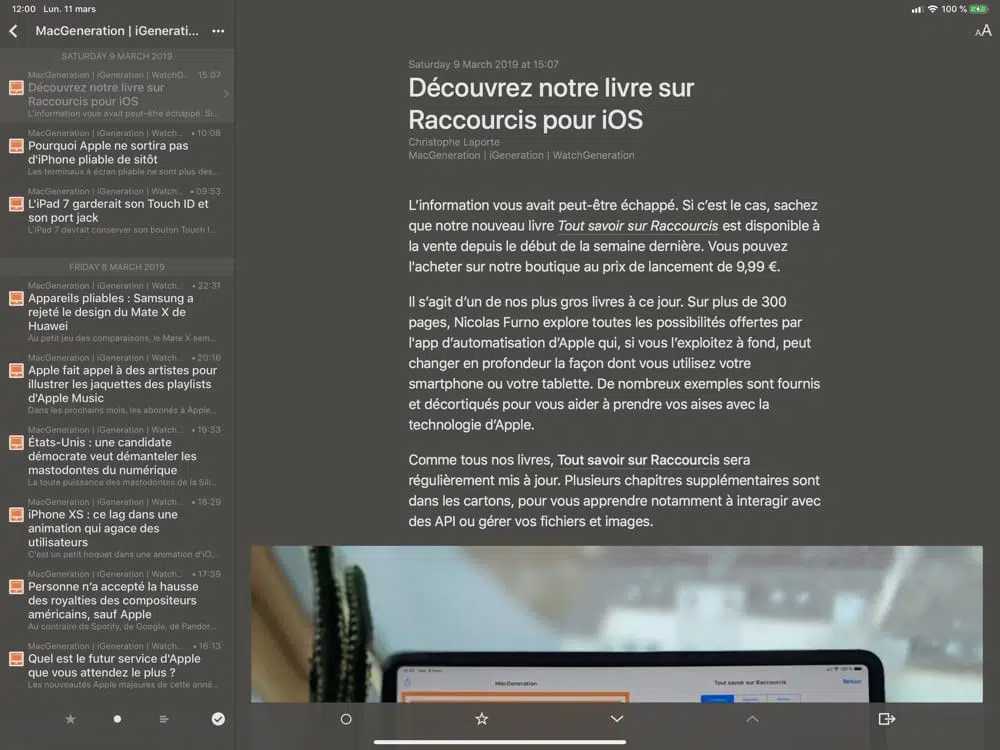 12:00 Lun. 11 mars
100 %
MacGeneration | iGenerati...
SATURDAY 9 MARCH 2019
MacGeneration | iGeneration | WatchG... 15:07
Découvrez notre livre sur
Raccourcis pour iOS
L'information vous avait peut-être échappé. Si...
MacGeneration | iGeneration | Watch... • 10:08
Pourquoi Apple ne sortira pas
d'iPhone pliable de sitôt
Les terminaux à écran pliable ne sont plus des...
MacGeneration | iGeneration | Watch... • 09:53
L'iPad 7 garderait son Touch ID et
son port jack
L'iPad 7 devrait conserver son bouton Touch I...
FRIDAY 8 MARCH 2019
MacGeneration | iGeneration | Watch... • 22:31
Appareils pliables : Samsung a
rejeté le design du Mate X de
Huawei
Au petit jeu des comparaisons, le Mate X sem...
MacGeneration | iGeneration | Watch... • 20:16
Apple fait appel à des artistes pour
illustrer les jaquettes des playlists
d'Apple Music
Dans les prochains mois, les abonnés à Apple...
MacGeneration | iGeneration | Watch... • 19:33
États-Unis : une candidate
démocrate veut démanteler les
mastodontes du numérique
La toute puissance des mastodontes de la Sili...
MacGeneration | iGeneration | Watch... • 18:29
iPhone XS : ce lag dans une
animation qui agace des
utilisateurs
C'est un petit hoquet dans une animation d'iO...
MacGeneration | iGeneration | Watch... • 17:39
Personne n'a accepté la hausse
des royalties des compositeurs
américains, sauf Apple
Au contraire de Spotify, de Google, de Pandor...
MacGeneration | iGeneration | Watch... • 16:13
Quel est le futur service d'Apple
que vous attendez le plus ?
Les nouveautés Apple majeures de cette anné...
AA
Saturday 9 March 2019 at 15:07
Découvrez notre livre sur
Raccourcis pour iOS
Christophe Laporte
MacGeneration | iGeneration | WatchGeneration
L'information vous avait peut-être échappé. Si c'est le cas, sachez
que notre nouveau livre Tout savoir sur Raccourcis est disponible à
la vente depuis le début de la semaine dernière. Vous pouvez
l'acheter sur notre boutique au prix de lancement de 9,99 €.
Il s'agit d'un de nos plus gros livres à ce jour. Sur plus de 300
pages, Nicolas Furno explore toutes les possibilités offertes par
l'app d'automatisation d'Apple qui, si vous l'exploitez à fond, peut
changer en profondeur la façon dont vous utilisez votre
smartphone ou votre tablette. De nombreux exemples sont fournis
et décortiqués pour vous aider à prendre vos aises avec la
technologie d'Apple.
Comme tous nos livres, Tout savoir sur Raccourcis sera
régulièrement mis à jour. Plusieurs chapitres supplémentaires sont
dans les cartons, pour vous apprendre notamment à interagir avec
des API ou gérer vos fichiers et images.
MacGeneration
Tout savoir sur Raccourcis
Retour